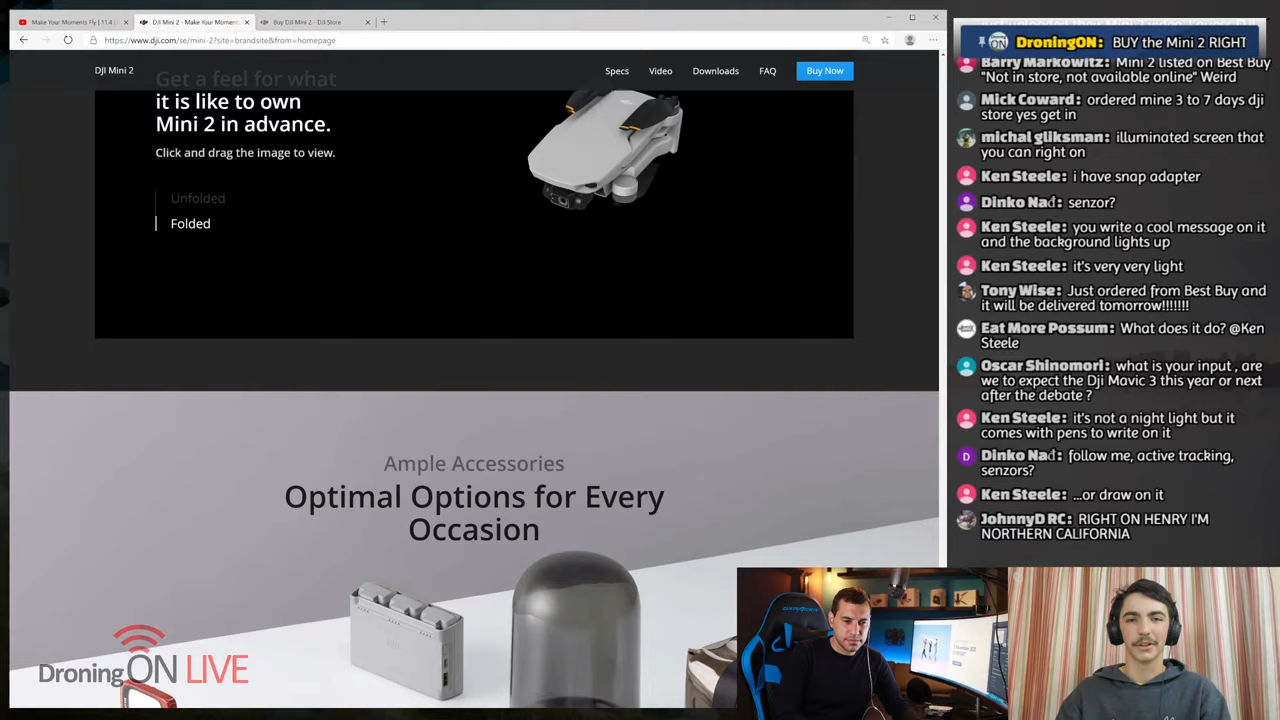 Make Your Moments Fly | 11.4 |
DJI Mini 2 - Make Your Moment
Buy DJI Mini 2 - DJI Store
https://www.dji.com/se/mini-2?site=brandsite&from=homepage
DJI Mini 2
Specs
Video
Downloads
FAQ
Buy Now
Get a feel for what
it is like to own
Mini 2 in advance.
Click and drag the image to view.
Unfolded
Folded
Ample Accessories
Optimal Options for Every
Occasion
DroningON LIVE
DroningON: BUY the Mini 2 RIGHT
Barry Markowitz: Mini 2 listed on Best Buy
"Not in store, not available online" Weird
Mick Coward: ordered mine 3 to 7 days dji
store yes get in
michal gliksman: illuminated screen that
you can right on
Ken Steele: i have snap adapter
Dinko Nađ: senzor?
Ken Steele: you write a cool message on it
and the background lights up
Ken Steele: it's very very light
Tony Wise: Just ordered from Best Buy and
it will be delivered tomorrow!!!!!!!
Eat More Possum: What does it do? @Ken
Steele
Oscar Shinomori: what is your input , are
we to expect the Dji Mavic 3 this year or next
after the debate ?
Ken Steele: it's not a night light but it
comes with pens to write on it
D
Dinko Nađ: follow me, active tracking,
senzors?
Ken Steele: ...or draw on it
JohnnyD RC: RIGHT ON HENRY I'M
NORTHERN CALIFORNIA